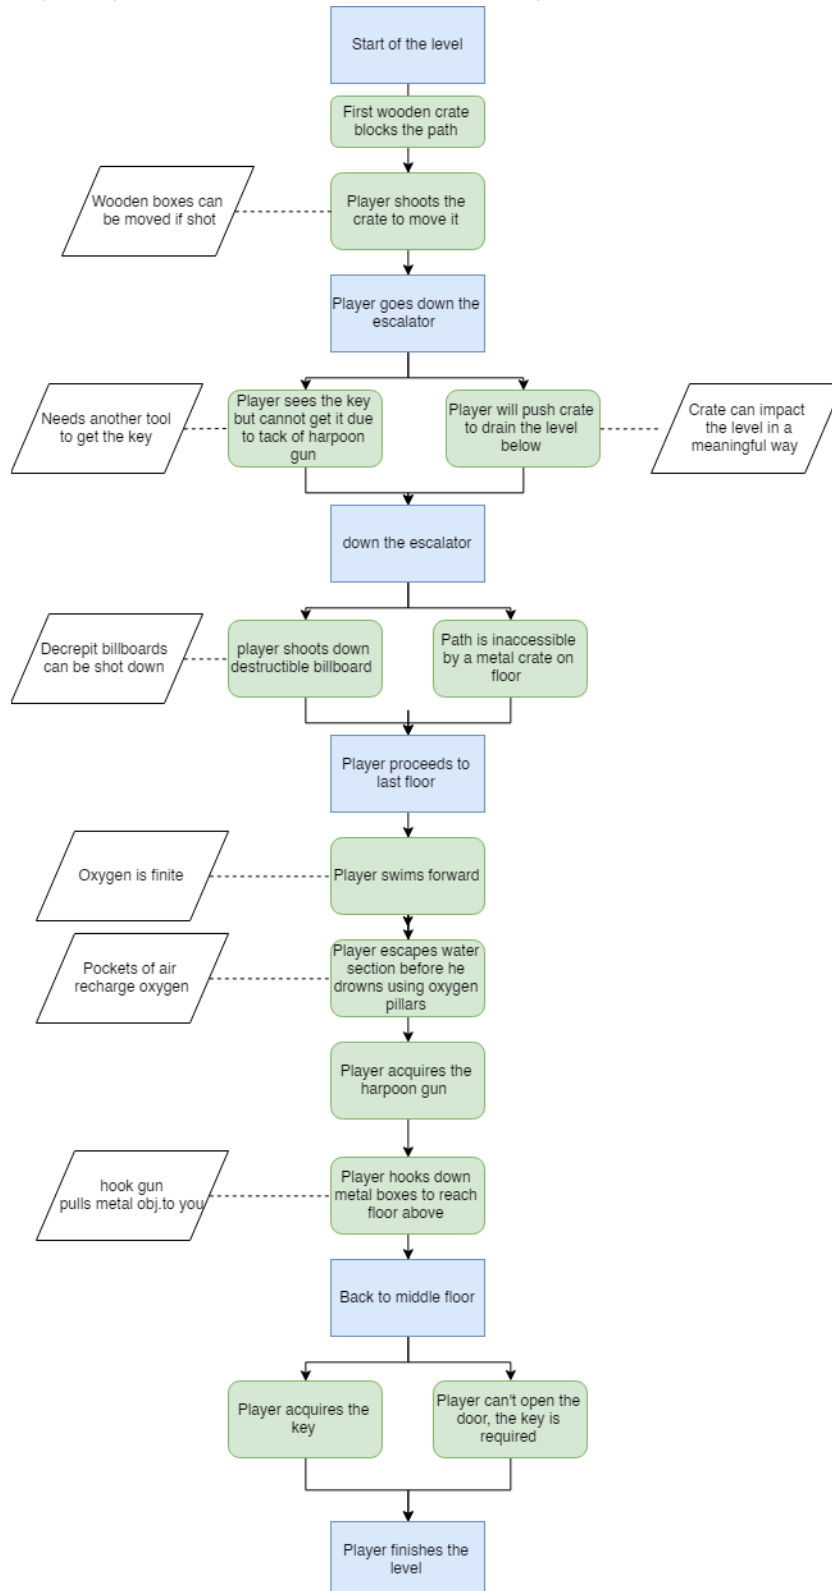 Start of the level
First wooden crate
blocks the path
Wooden boxes can
be moved if shot
Player shoots the
crate to move it
Player goes down the
escalator
Needs another tool
to get the key
Player sees the key
but cannot get it due
to tack of harpoon
gun
Player will push crate
to drain the level
below
Crate can impact
the level in a
meaningful way
down the escalator
Decrepit billboards
can be shot down
player shoots down
destructible billboard
Path is inaccessible
by a metal crate on
floor
Player proceeds to
last floor
Oxygen is finite
Player swims forward
Pockets of air
recharge oxygen
Player escapes water
section before he
drowns using oxygen
pillars
Player acquires the
harpoon gun
hook gun
pulls metal obj.to you
Player hooks down
metal boxes to reach
floor above
Back to middle floor
Player acquires the
key
Player can't open the
door, the key is
required
Player finishes the
level